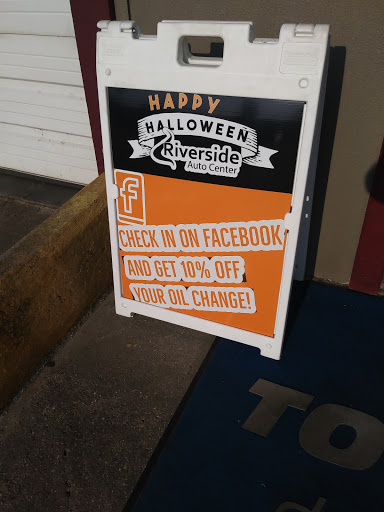 HAPPY
HALLOWEEN
Riverside
Auto Center
f
CHECK IN ON FACEBOOK
AND GET 10% OFF
YOUR OIL CHANGE!
TO